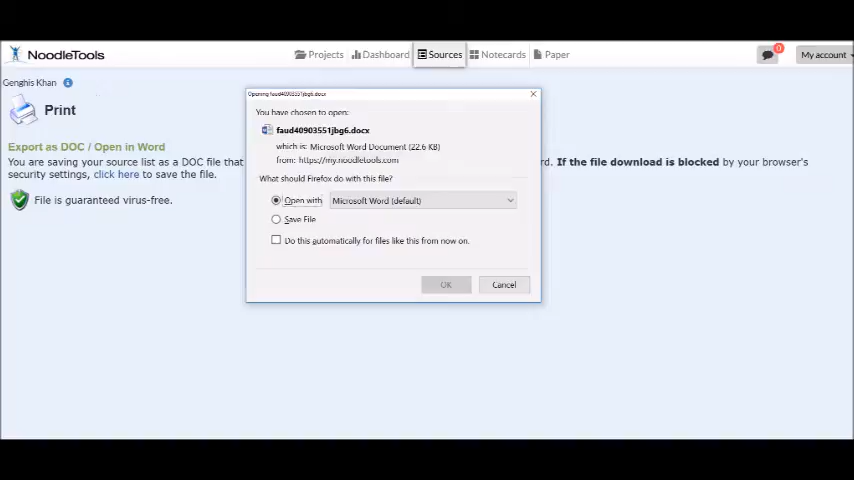 NoodleTools
Projects
Dashboard
Sources
Notecards
Paper
0
My account
Genghis Khan
Print
Export as DOC / Open in Word
You are saving your source list as a DOC file that
rd. If the file download is blocked by your browser's
security settings, click here to save the file.
File is guaranteed virus-free.
Opening faud40903551jbg6.docx
You have chosen to open:
faud40903551jbg6.docx
which is: Microsoft Word Document (22.6 KB)
from: https://my.noodletools.com
What should Firefox do with this file?
Open with
Microsoft Word (default)
Save File
Do this automatically for files like this from now on.
OK
Cancel